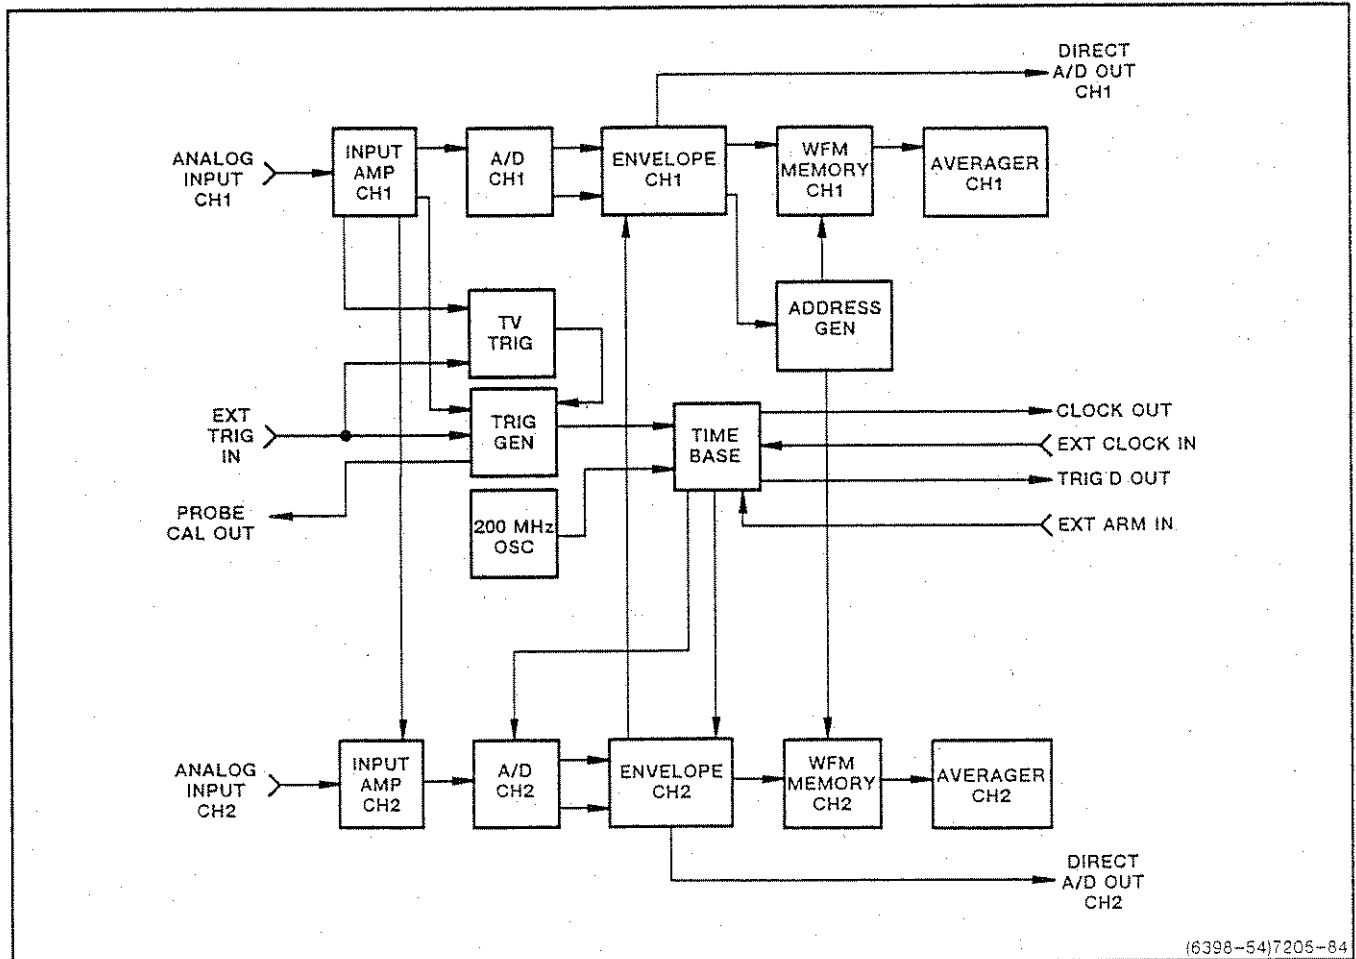 DIRECT
A/D OUT
CH1
ANALOG
INPUT
CH1
INPUT
AMP
CH1
A/D
CH1
ENVELOPE
CH1
WFM
MEMORY
CH1
AVERAGER
CH1
TV
TRIG
ADDRESS
GEN
EXT
TRIG
IN
TRIG
GEN
TIME
BASE
CLOCK OUT
EXT CLOCK IN
TRIG'D OUT
EXT ARM IN
PROBE
CAL OUT
200 MHz
OSC
ANALOG
INPUT
CH2
INPUT
AMP
CH2
A/D
CH2
ENVELOPE
CH2
WFM
MEMORY
CH2
AVERAGER
CH2
DIRECT
A/D OUT
CH2
(6398-54)7205-84